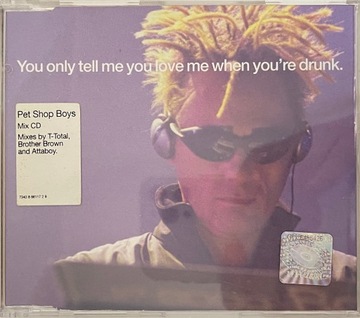 You only tell me you love me when you're drunk.
Pet Shop Boys
Mix CD
Mixes by T-Total,
Brother Brown
and Attaboy.